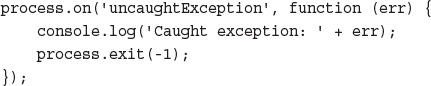 process.on('uncaughtException', function (err) {
    console.log('Caught exception: ' + err);
    process.exit(-1);
});